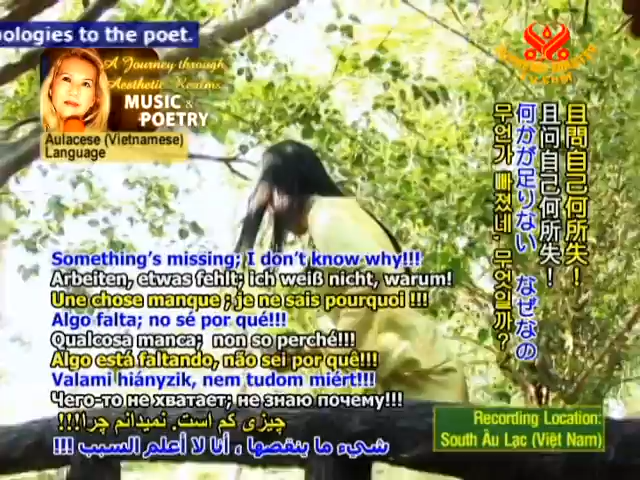 ologies to the poet.
A Journey through
Aesthetic Realms
MUSIC &
POETRY
Aulacese (Vietnamese)
Language
Something's missing; I don't know why!!!
Arbeiten, etwas fehlt; ich weiß nicht, warum!
Une chose manque ; je ne sais pourquoi !!!
Algo falta; no sé por qué!!!
Qualcosa manca; non so perché!!!
Algo está faltando, não sei por quê!!!
Valami hiányzik, nem tudom miért!!!
Чего-то не хватает; не знаю почему!!!
چیزی کم است. نمیدانم چرا!!!
شيء ما ينقصها ، أنا لا أعلم السبب !!!
且問自己何所失!
且问自己何所失!
何かが足りない なぜなの
무언가 빠졌네, 무엇일까?
Recording Location:
South Âu Lạc (Việt Nam)